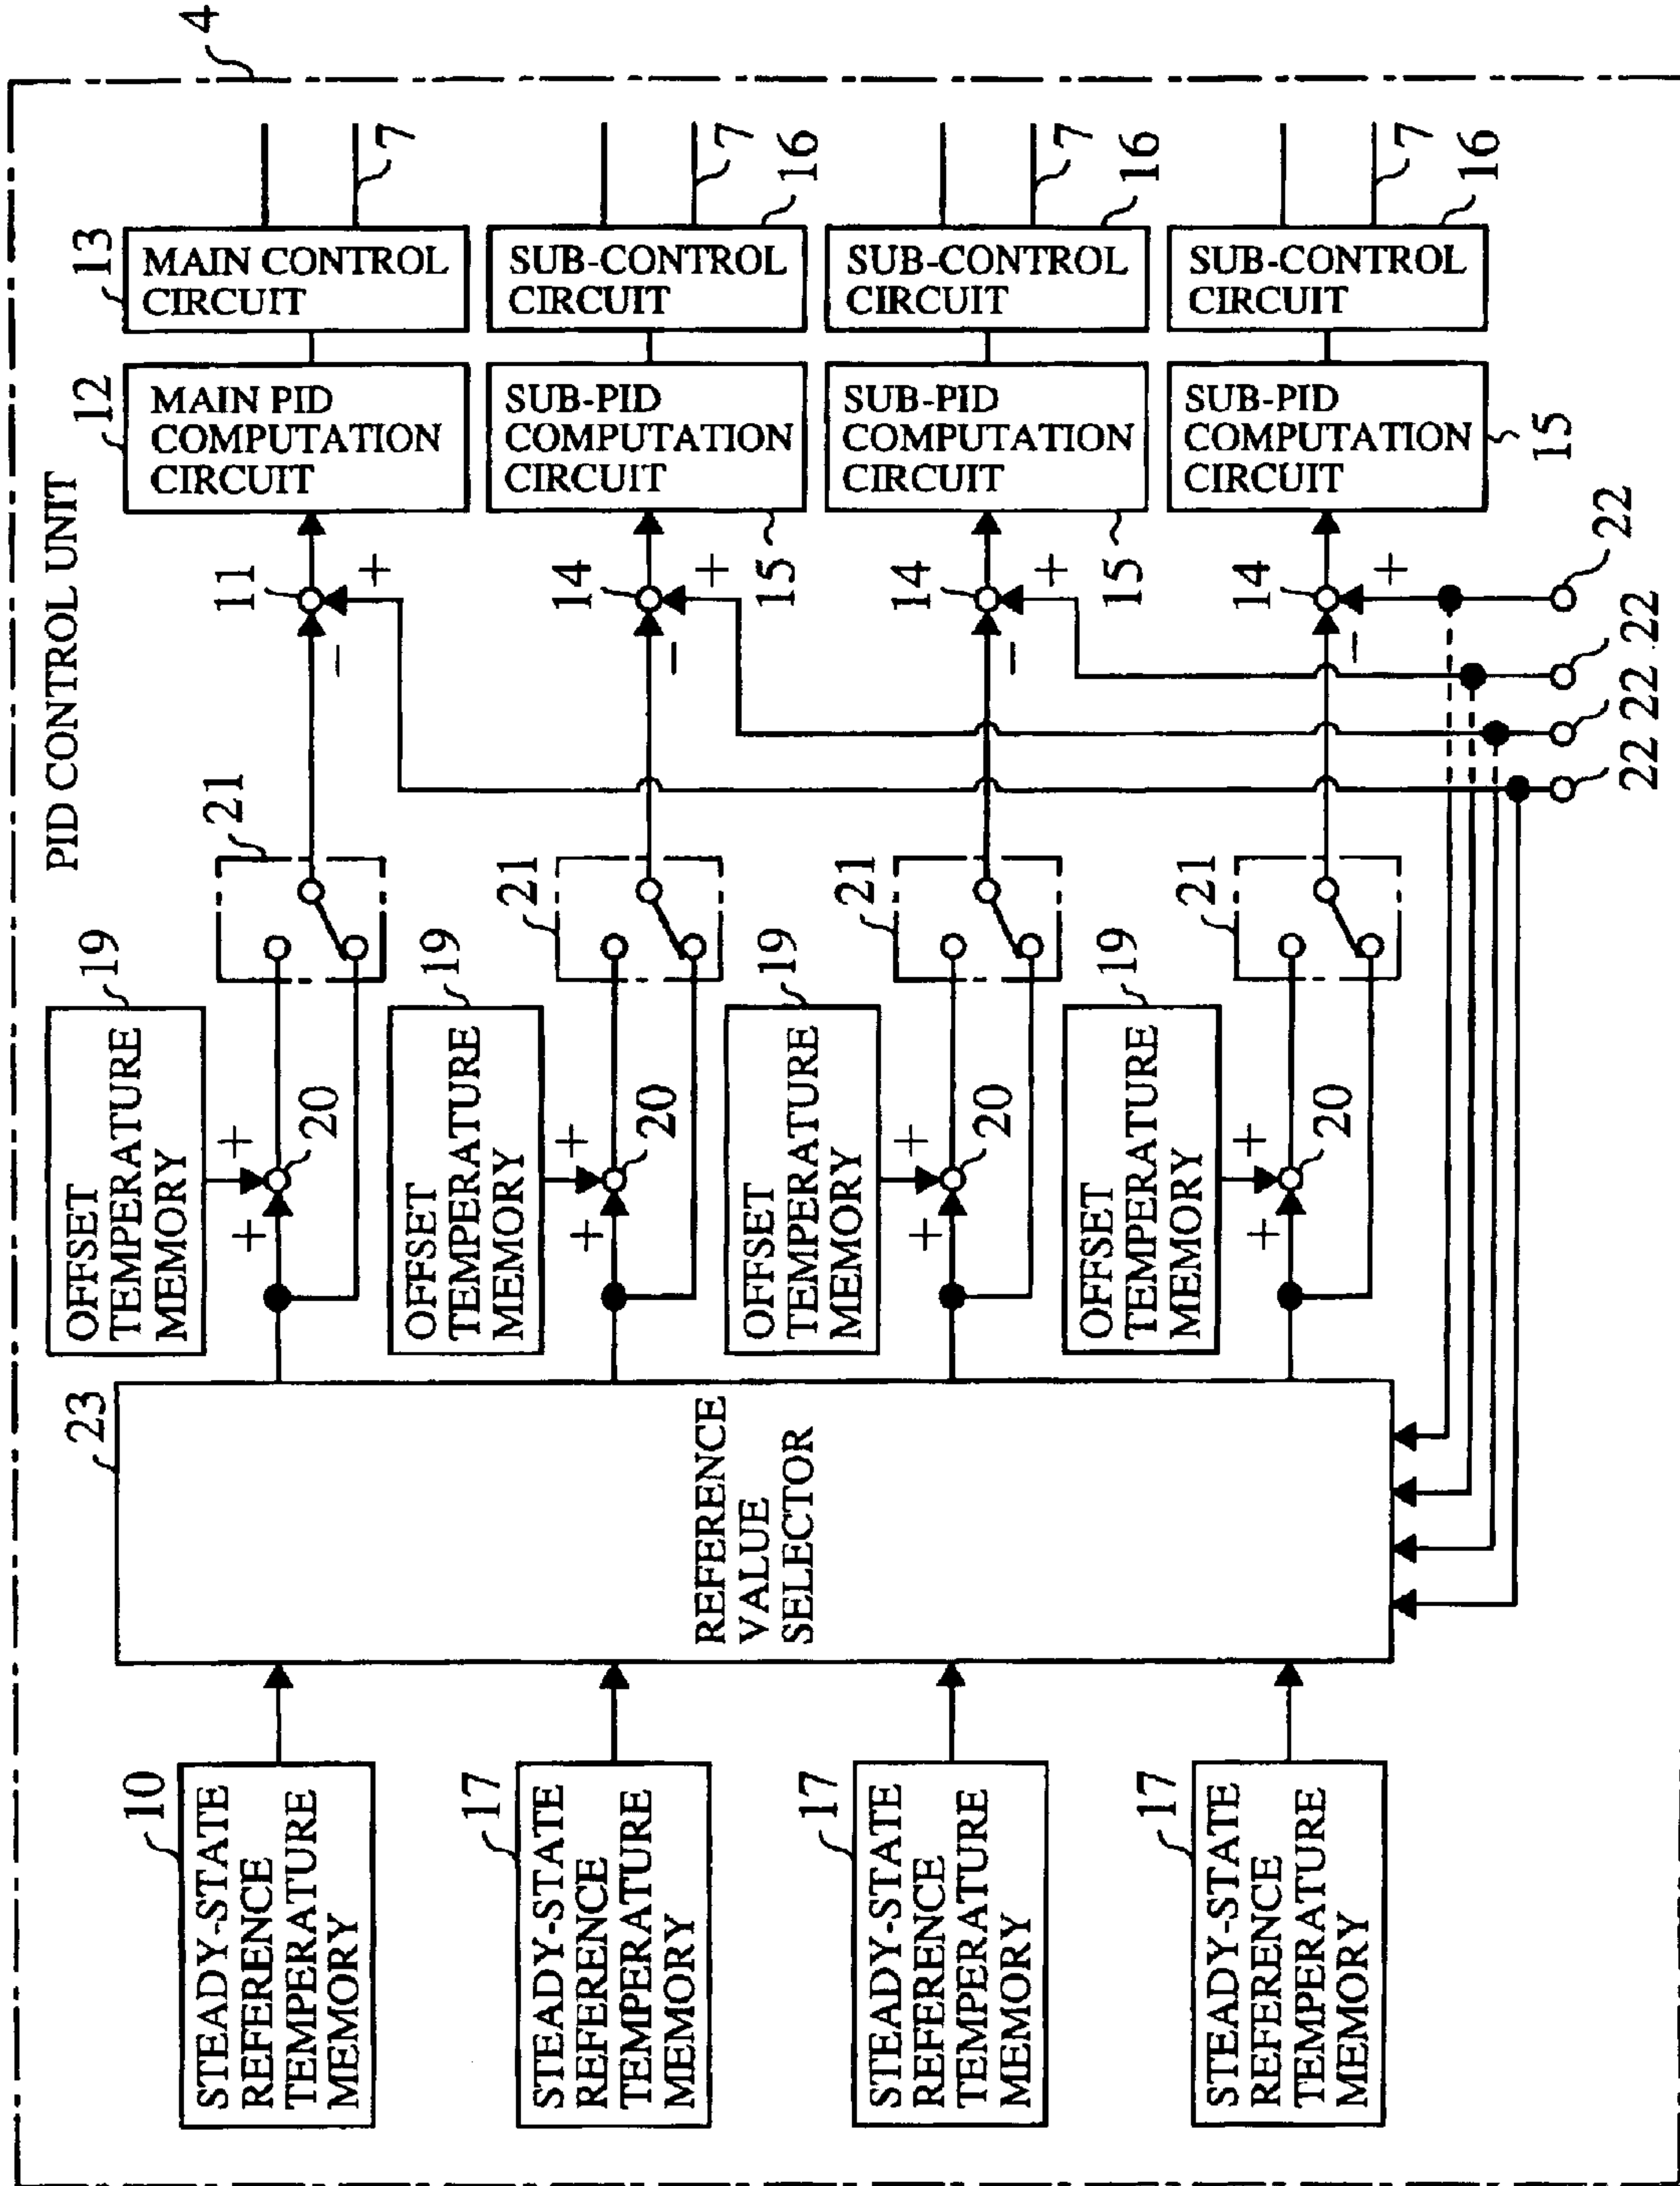 PID CONTROL UNIT
4
10
STEADY-STATE
REFERENCE
TEMPERATURE
MEMORY
17
STEADY-STATE
REFERENCE
TEMPERATURE
MEMORY
17
STEADY-STATE
REFERENCE
TEMPERATURE
MEMORY
17
STEADY-STATE
REFERENCE
TEMPERATURE
MEMORY
23
REFERENCE
VALUE
SELECTOR
OFFSET
TEMPERATURE
MEMORY
19
+
+
20
21
OFFSET
TEMPERATURE
MEMORY
19
+
+
20
21
OFFSET
TEMPERATURE
MEMORY
19
+
+
20
21
OFFSET
TEMPERATURE
MEMORY
19
+
+
20
21
11
−
+
14
−
+
14
−
+
14
−
+
22
22
22
22
12
MAIN PID
COMPUTATION
CIRCUIT
13
MAIN CONTROL
CIRCUIT
7
SUB-PID
COMPUTATION
CIRCUIT
15
SUB-CONTROL
CIRCUIT
16
7
SUB-PID
COMPUTATION
CIRCUIT
15
SUB-CONTROL
CIRCUIT
16
7
SUB-PID
COMPUTATION
CIRCUIT
15
SUB-CONTROL
CIRCUIT
16
7